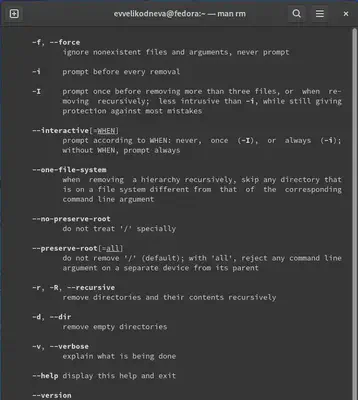 evvelikodneva@fedora:~ — man rm
-f, --force
ignore nonexistent files and arguments, never prompt
-i prompt before every removal
-I prompt once before removing more than three files, or when re-
moving recursively; less intrusive than -i, while still giving
protection against most mistakes
--interactive[=WHEN]
prompt according to WHEN: never, once (-I), or always (-i);
without WHEN, prompt always
--one-file-system
when removing a hierarchy recursively, skip any directory that
is on a file system different from that of the corresponding
command line argument
--no-preserve-root
do not treat '/' specially
--preserve-root[=all]
do not remove '/' (default); with 'all', reject any command line
argument on a separate device from its parent
-r, -R, --recursive
remove directories and their contents recursively
-d, --dir
remove empty directories
-v, --verbose
explain what is being done
--help display this help and exit
--version